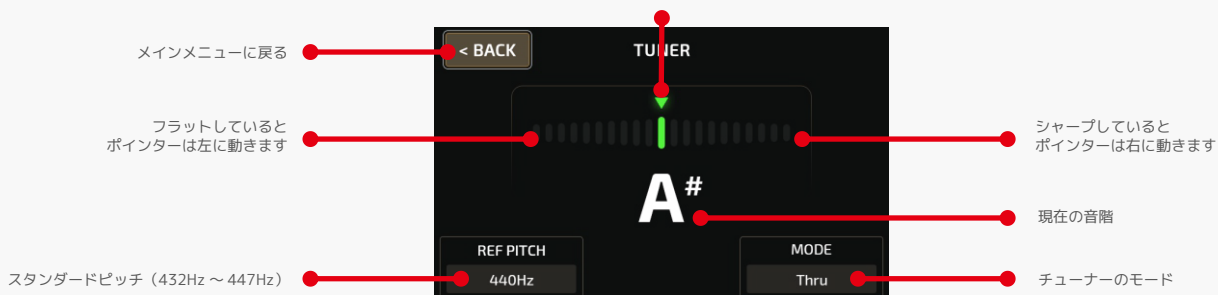 メインメニューに戻る
< BACK
TUNER
フラットしていると
ポインターは左に動きます
シャープしていると
ポインターは右に動きます
A#
現在の音階
REF PITCH
MODE
スタンダードピッチ（432Hz ～ 447Hz）
440Hz
Thru
チューナーのモード